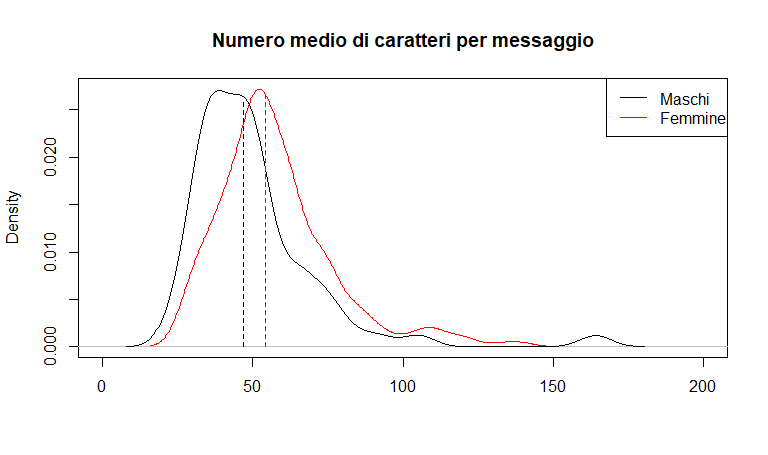 Numero medio di caratteri per messaggio
Maschi
Femmine
Density
0.020
0.010
0.000
0 50 100 150 200